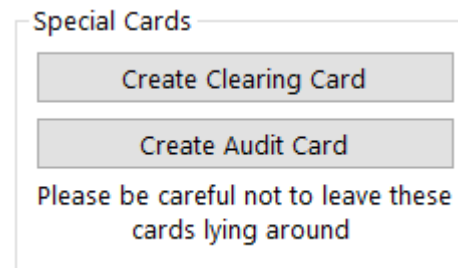 Special Cards
Create Clearing Card
Create Audit Card
Please be careful not to leave these
cards lying around